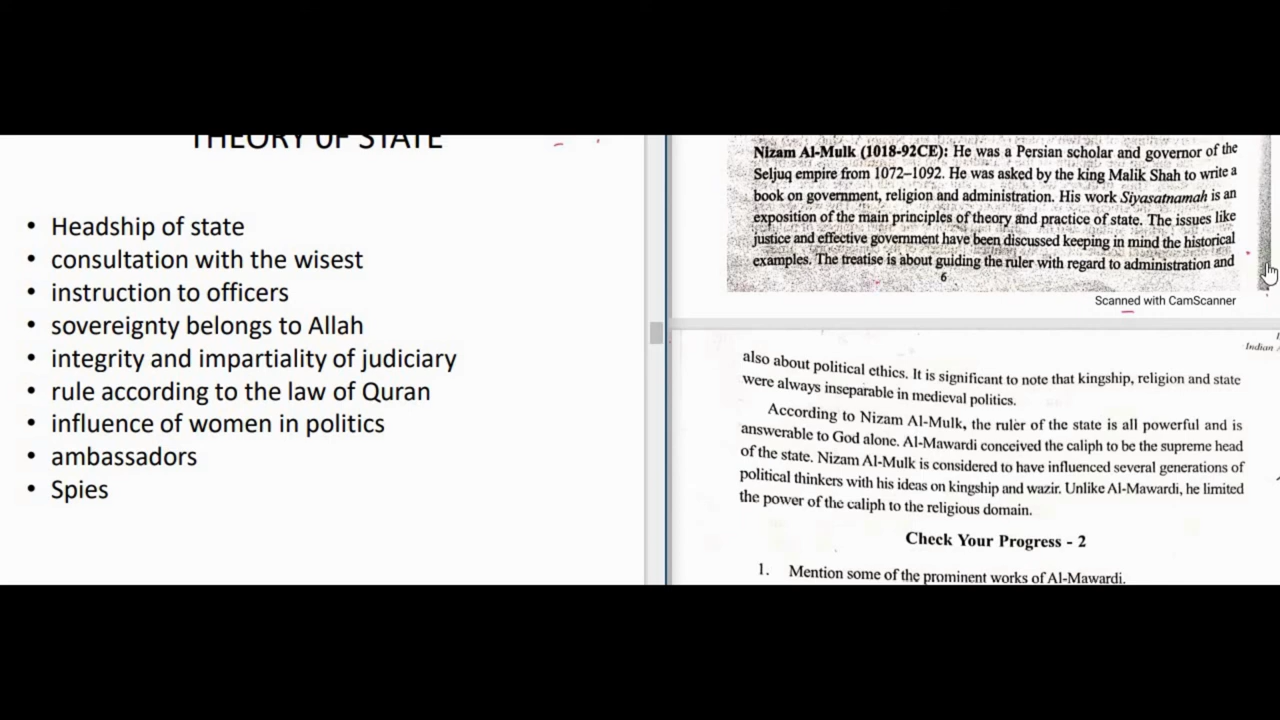 THEORY OF STATE
• Headship of state
• consultation with the wisest
• instruction to officers
• sovereignty belongs to Allah
• integrity and impartiality of judiciary
• rule according to the law of Quran
• influence of women in politics
• ambassadors
• Spies
Nizam Al-Mulk (1018-92CE): He was a Persian scholar and governor of the
Seljuq empire from 1072–1092. He was asked by the king Malik Shah to write a
book on government, religion and administration. His work Siyasatnamah is an
exposition of the main principles of theory and practice of state. The issues like
justice and effective government have been discussed keeping in mind the historical
examples. The treatise is about guiding the ruler with regard to administration and
6
Scanned with CamScanner
Indian
also about political ethics. It is significant to note that kingship, religion and state
were always inseparable in medieval politics.
According to Nizam Al-Mulk, the ruler of the state is all powerful and is
answerable to God alone. Al-Mawardi conceived the caliph to be the supreme head
of the state. Nizam Al-Mulk is considered to have influenced several generations of
political thinkers with his ideas on kingship and wazir. Unlike Al-Mawardi, he limited
the power of the caliph to the religious domain.
Check Your Progress - 2
1. Mention some of the prominent works of Al-Mawardi.